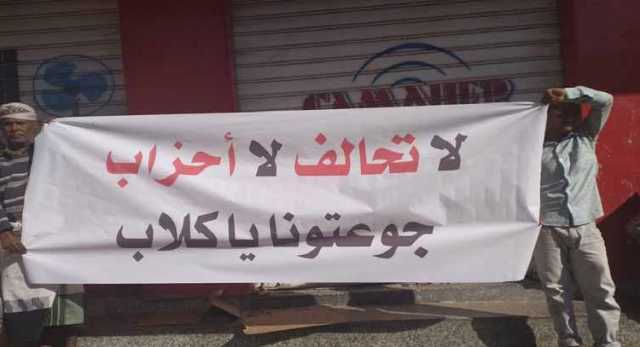 لا تحالف لا أحزاب
جوعتونا يا كلاب